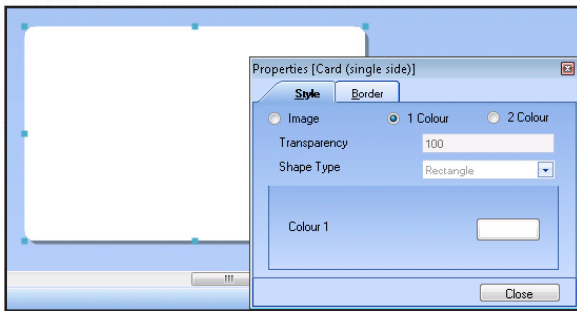 Properties [Card (single side)]
Style Border
Image 1 Colour 2 Colour
Transparency 100
Shape Type Rectangle
Colour 1
Close